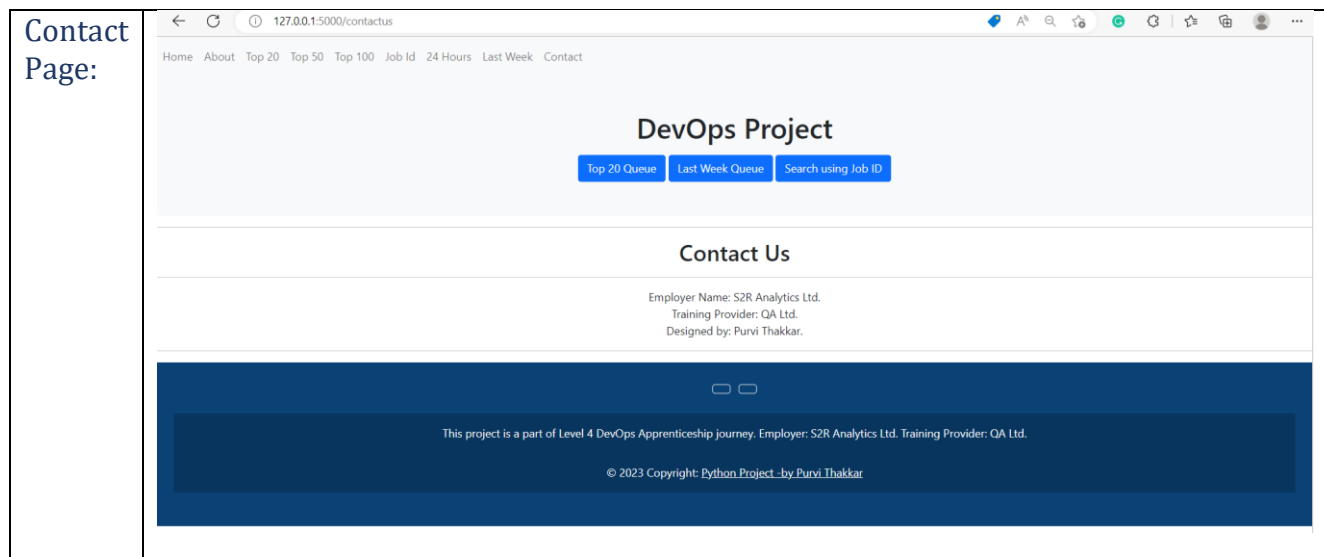 Contact
Page:
127.0.0.1:5000/contactus
Home About Top 20 Top 50 Top 100 Job Id 24 Hours Last Week Contact
DevOps Project
Top 20 Queue Last Week Queue Search using Job ID
Contact Us
Employer Name: S2R Analytics Ltd.
Training Provider: QA Ltd.
Designed by: Purvi Thakkar.
This project is a part of Level 4 DevOps Apprenticeship journey. Employer: S2R Analytics Ltd. Training Provider: QA Ltd.
© 2023 Copyright: Python Project -by Purvi Thakkar